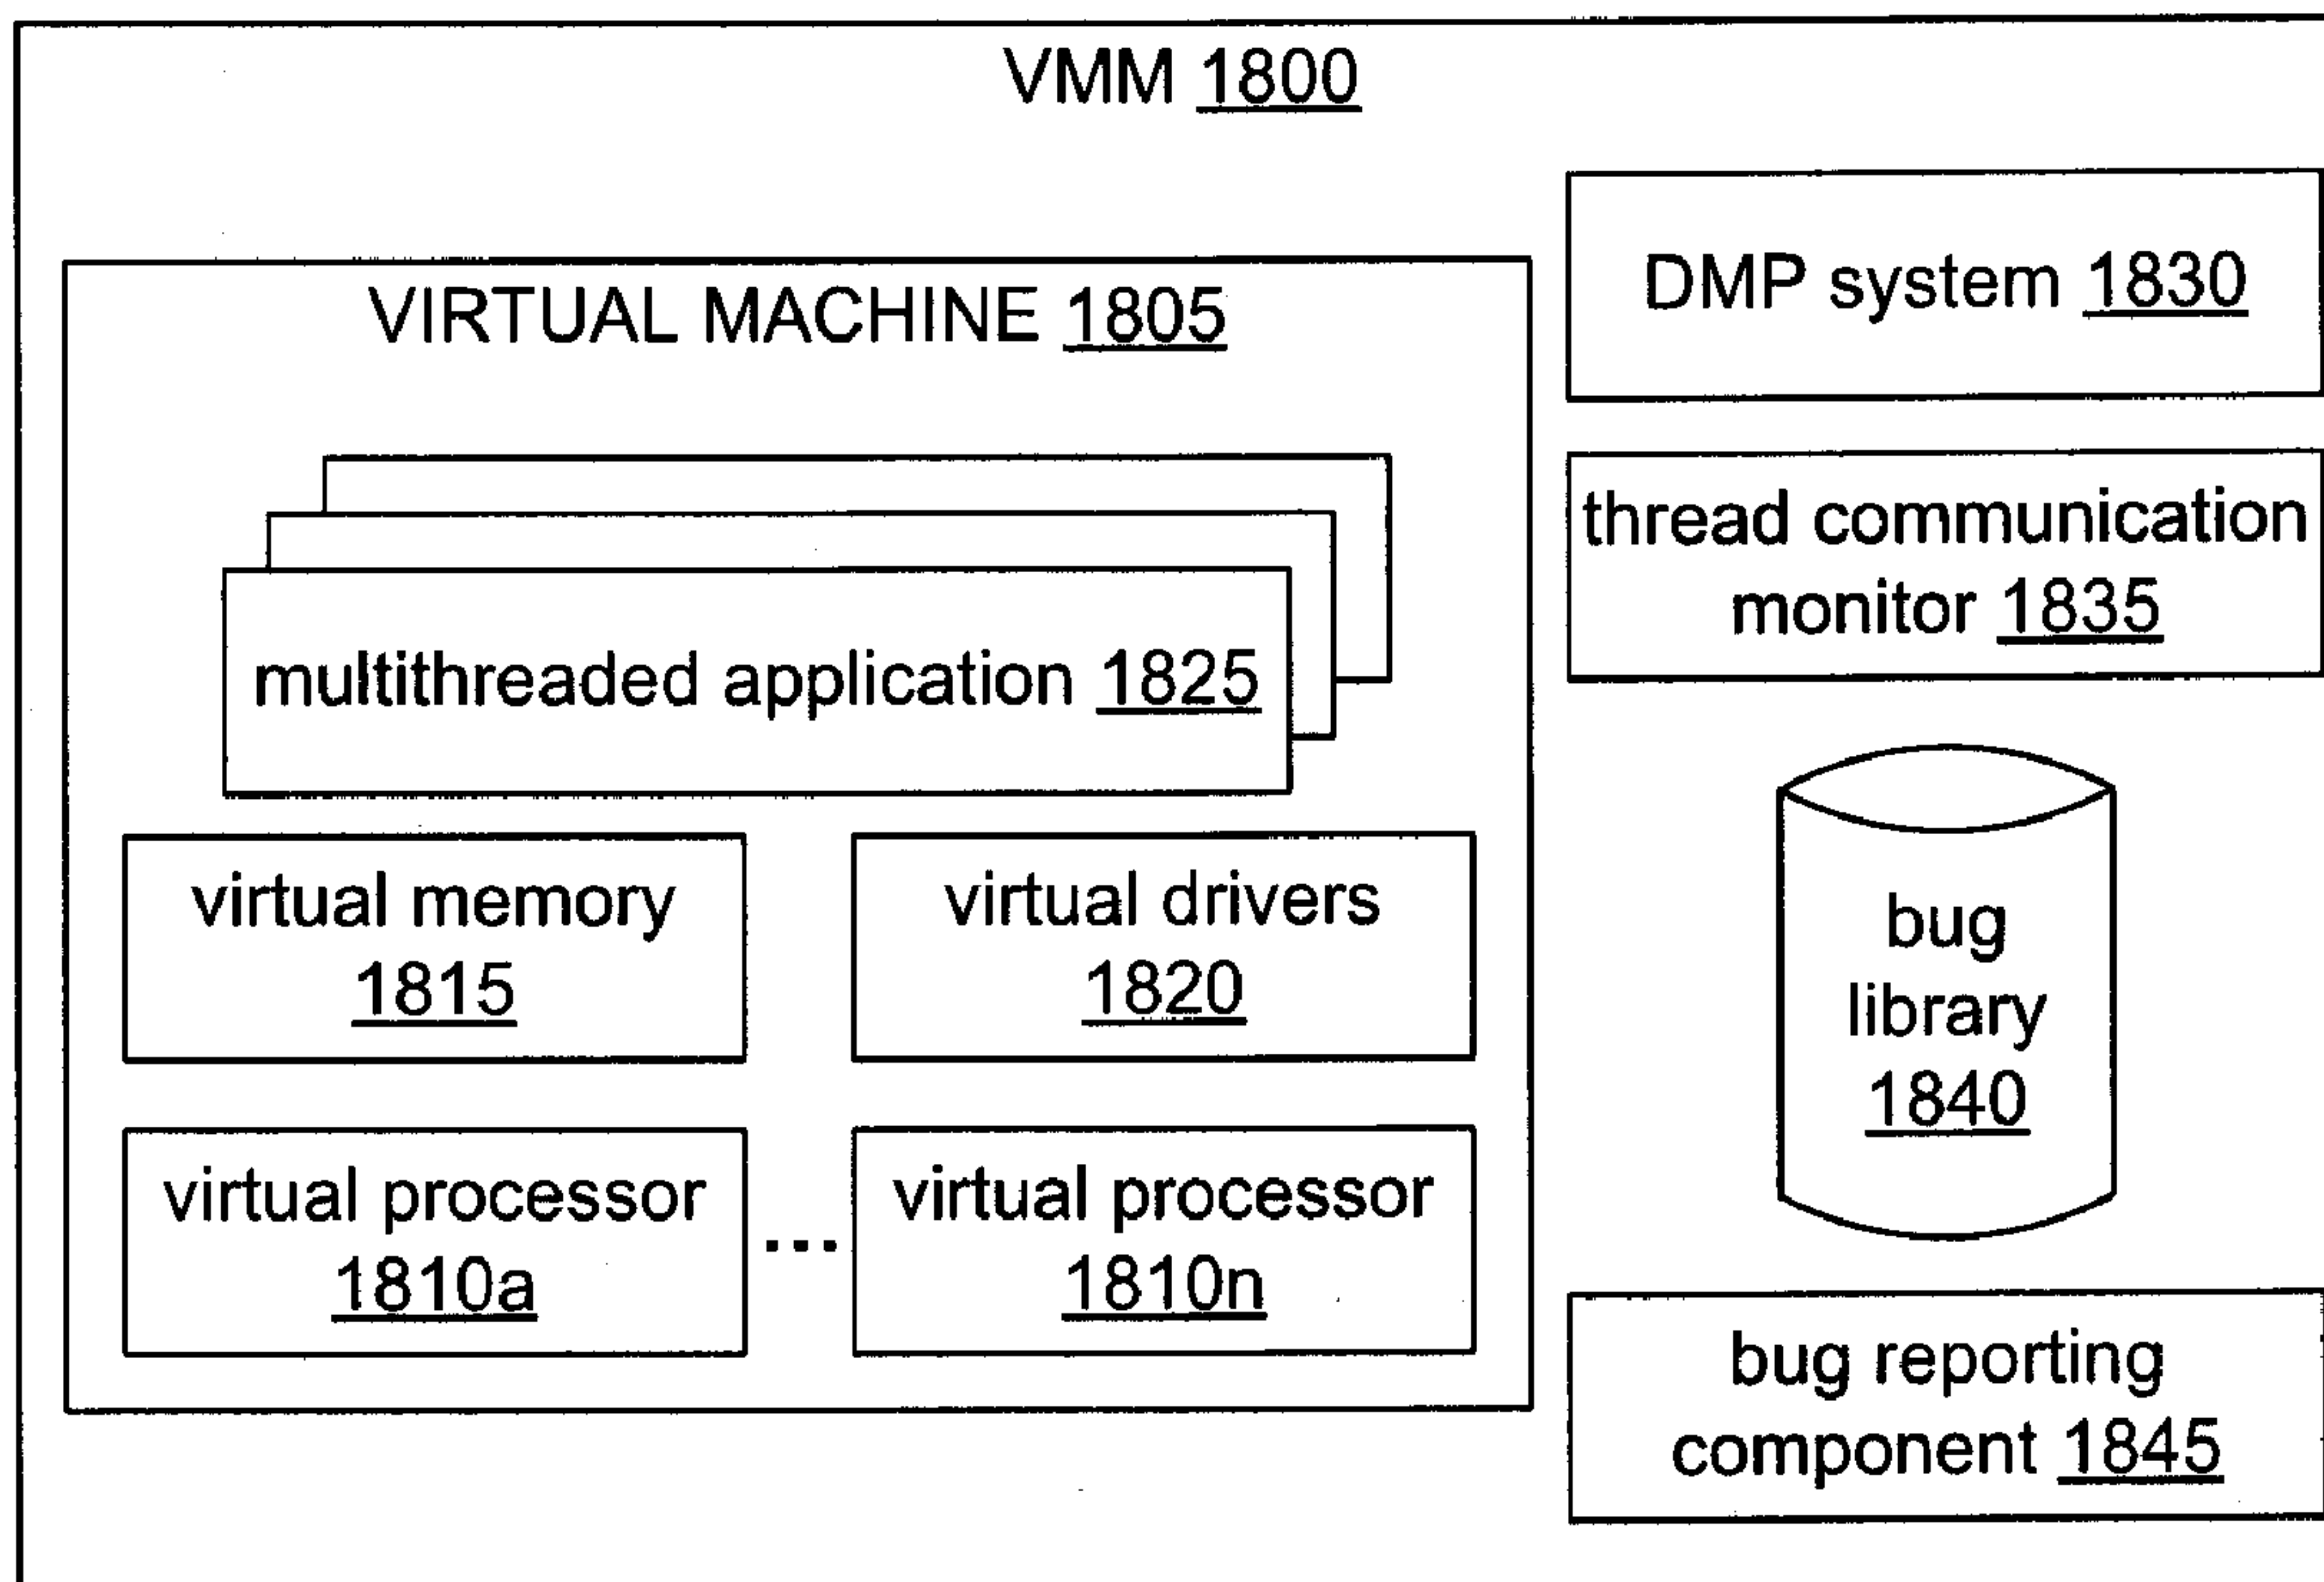 VMM 1800
VIRTUAL MACHINE 1805
multithreaded application 1825
virtual memory
1815
virtual drivers
1820
virtual processor
1810a
...
virtual processor
1810n
DMP system 1830
thread communication
monitor 1835
bug
library
1840
bug reporting
component 1845